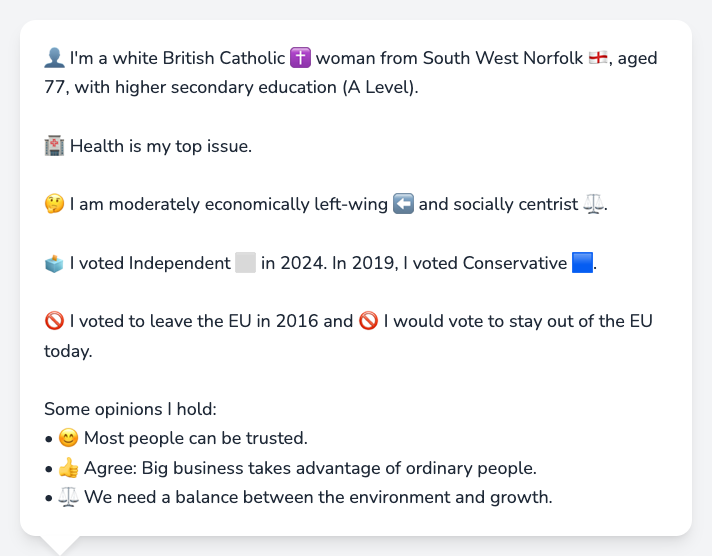 👤 I'm a white British Catholic ✝️ woman from South West Norfolk 🏴󠁧󠁢󠁥󠁮󠁧󠁿, aged
77, with higher secondary education (A Level).
🏥 Health is my top issue.
🤔 I am moderately economically left-wing ⬅️ and socially centrist ⚖️.
🗳️ I voted Independent ⬜ in 2024. In 2019, I voted Conservative 🟦.
🚫 I voted to leave the EU in 2016 and 🚫 I would vote to stay out of the EU
today.
Some opinions I hold:
• 😊 Most people can be trusted.
• 👍 Agree: Big business takes advantage of ordinary people.
• ⚖️ We need a balance between the environment and growth.